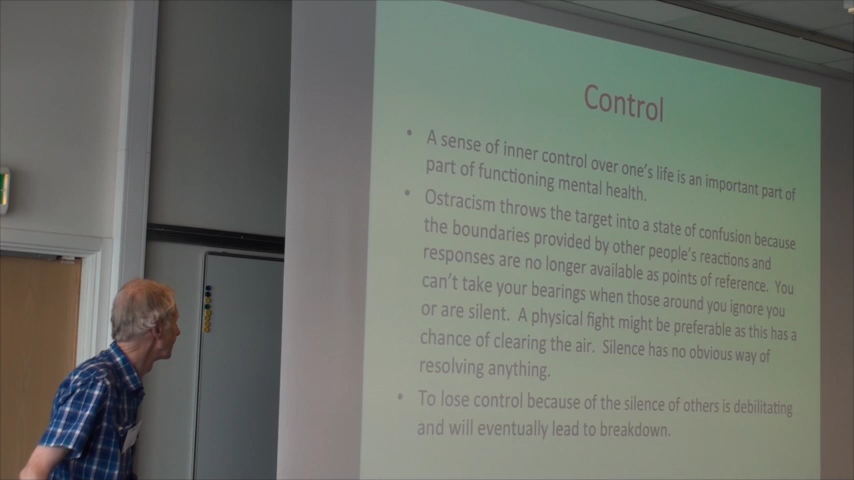 Control
• A sense of inner control over one's life is an important part of
part of functioning mental health.
• Ostracism throws the target into a state of confusion because
the boundaries provided by other people's reactions and
responses are no longer available as points of reference. You
can't take your bearings when those around you ignore you
or are silent. A physical fight might be preferable as this has a
chance of clearing the air. Silence has no obvious way of
resolving anything.
• To lose control because of the silence of others is debilitating
and will eventually lead to breakdown.